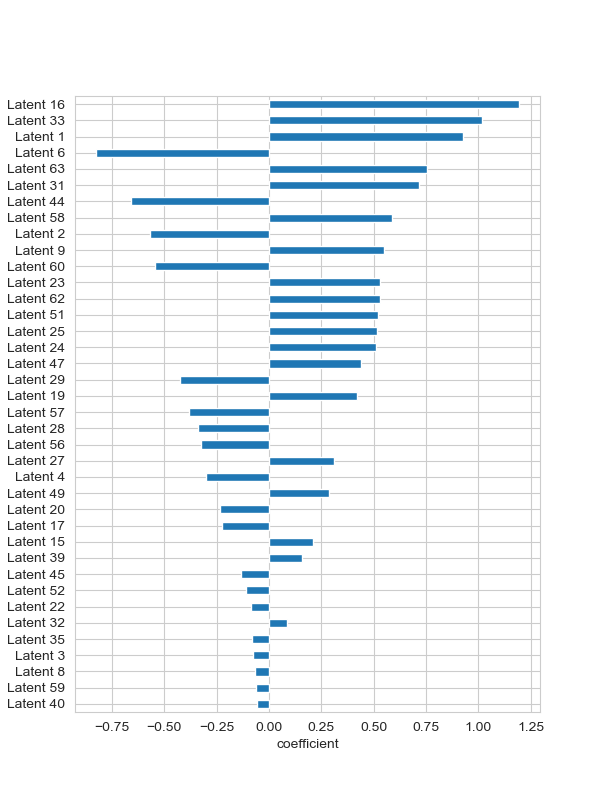 Latent 16
Latent 33
Latent 1
Latent 6
Latent 63
Latent 31
Latent 44
Latent 58
Latent 2
Latent 9
Latent 60
Latent 23
Latent 62
Latent 51
Latent 25
Latent 24
Latent 47
Latent 29
Latent 19
Latent 57
Latent 28
Latent 56
Latent 27
Latent 4
Latent 49
Latent 20
Latent 17
Latent 15
Latent 39
Latent 45
Latent 52
Latent 22
Latent 32
Latent 35
Latent 3
Latent 8
Latent 59
Latent 40
−0.75 −0.50 −0.25 0.00 0.25 0.50 0.75 1.00 1.25
coefficient